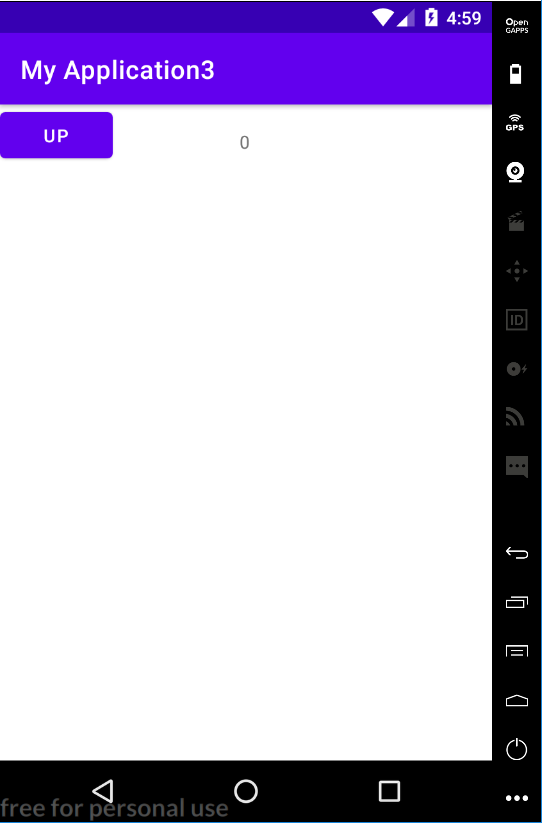 4:59
Open
GAPPS
My Application3
UP
0
GPS
ID
free for personal use